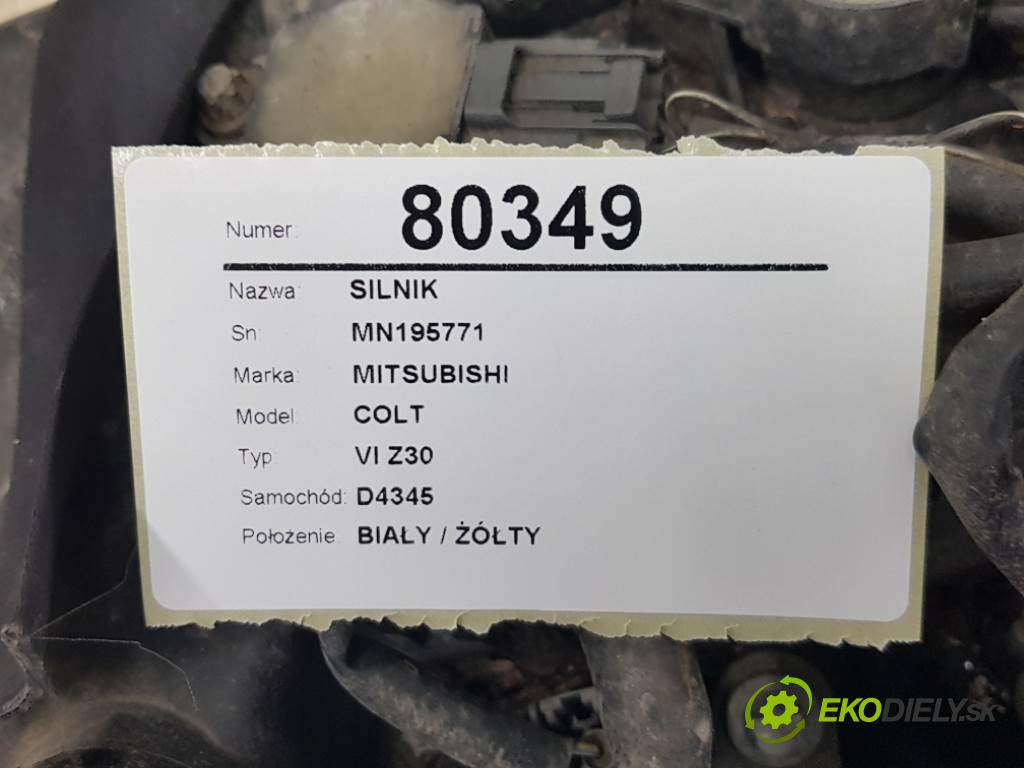 Numer: 80349
Nazwa: SILNIK
Sn: MN195771
Marka: MITSUBISHI
Model: COLT
Typ VI Z30
Samochód: D4345
Położenie: BIAŁY / ŻÓŁTY
EKODIELY.sk